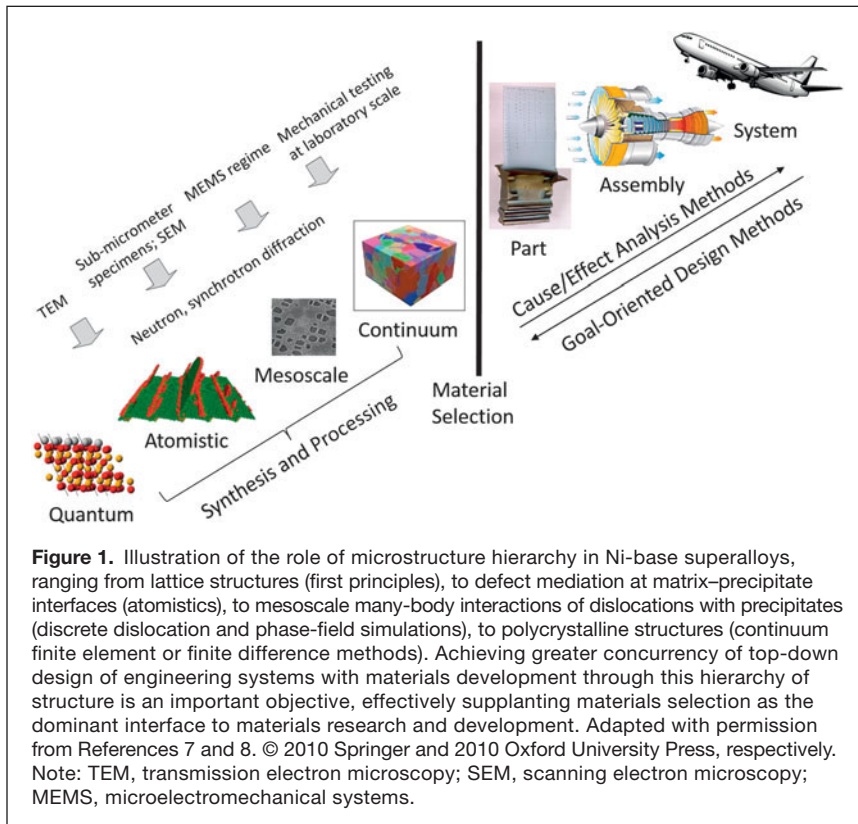 Mechanical testing
at laboratory scale
MEMS regime
Sub-micrometer
specimens; SEM
TEM
Neutron, synchrotron diffraction
Continuum
Mesoscale
Atomistic
Quantum
Synthesis and Processing
Material
Selection
System
Assembly
Part
Cause/Effect Analysis Methods
Goal-Oriented Design Methods
Figure 1. Illustration of the role of microstructure hierarchy in Ni-base superalloys,
ranging from lattice structures (first principles), to defect mediation at matrix–precipitate
interfaces (atomistics), to mesoscale many-body interactions of dislocations with precipitates
(discrete dislocation and phase-field simulations), to polycrystalline structures (continuum
finite element or finite difference methods). Achieving greater concurrency of top-down
design of engineering systems with materials development through this hierarchy of
structure is an important objective, effectively supplanting materials selection as the
dominant interface to materials research and development. Adapted with permission
from References 7 and 8. © 2010 Springer and 2010 Oxford University Press, respectively.
Note: TEM, transmission electron microscopy; SEM, scanning electron microscopy;
MEMS, microelectromechanical systems.